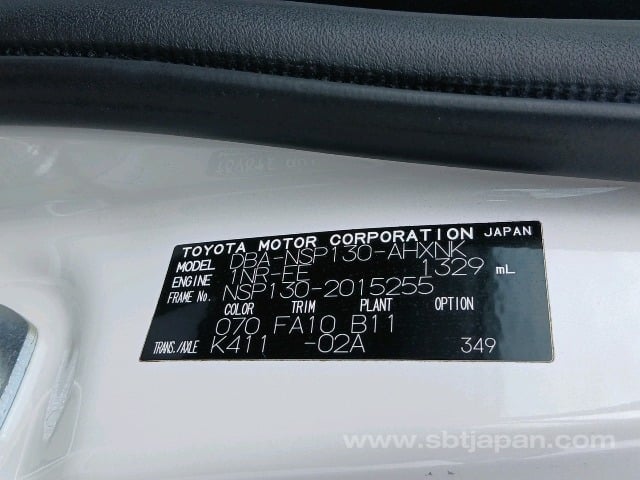 TOYOTA MOTOR CORPORATION JAPAN
MODEL DBA-NSP130-AHXNK
ENGINE 1NR-FE 1329 mL
FRAME No. NSP130-2015255
COLOR TRIM PLANT OPTION
070 FA10 B11
TRANS./AXLE K411 -02A 349
www.sbtjapan.com